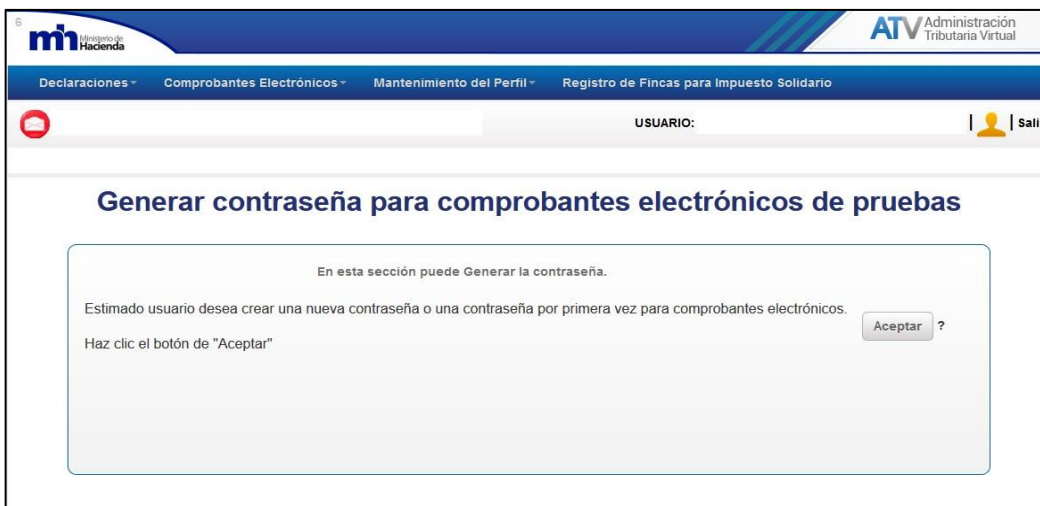 6
mh Ministerio de
Hacienda
ATV Administración
Tributaria Virtual
Declaraciones Comprobantes Electrónicos Mantenimiento del Perfil Registro de Fincas para Impuesto Solidario
USUARIO: | | Sali
Generar contraseña para comprobantes electrónicos de pruebas
En esta sección puede Generar la contraseña.
Estimado usuario desea crear una nueva contraseña o una contraseña por primera vez para comprobantes electrónicos.
Aceptar ?
Haz clic el botón de "Aceptar"